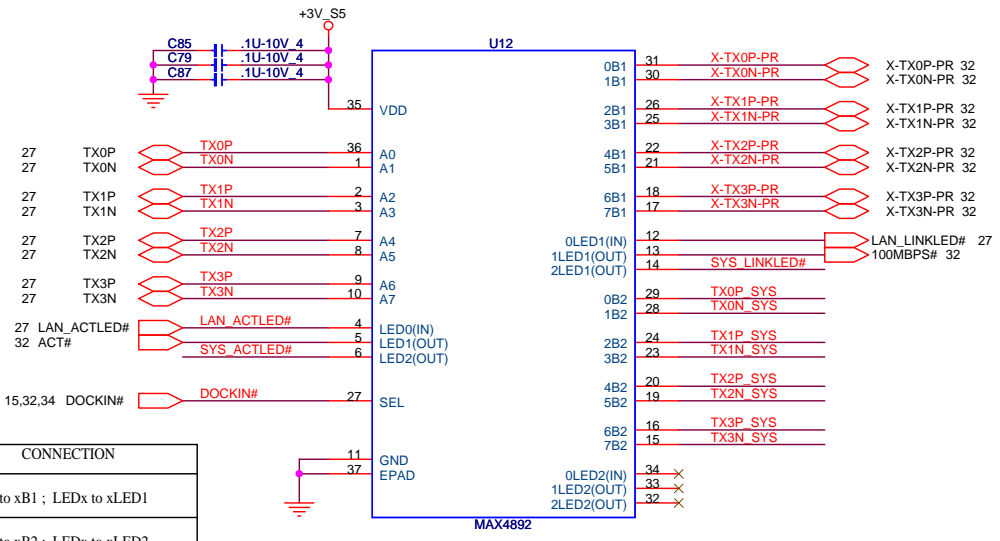 +3V_S5
C85 .1U-10V_4
C79 .1U-10V_4
C87 .1U-10V_4
U12
35 VDD
27 TX0P TX0P 36 A0
27 TX0N TX0N 1 A1
27 TX1P TX1P 2 A2
27 TX1N TX1N 3 A3
27 TX2P TX2P 7 A4
27 TX2N TX2N 8 A5
27 TX3P TX3P 9 A6
27 TX3N TX3N 10 A7
27 LAN_ACTLED# LAN_ACTLED# 4 LED0(IN)
32 ACT# 5 LED1(OUT)
SYS_ACTLED# 6 LED2(OUT)
15,32,34 DOCKIN# DOCKIN# 27 SEL
11 GND
37 EPAD
0B1 31 X-TX0P-PR X-TX0P-PR 32
1B1 30 X-TX0N-PR X-TX0N-PR 32
2B1 26 X-TX1P-PR X-TX1P-PR 32
3B1 25 X-TX1N-PR X-TX1N-PR 32
4B1 22 X-TX2P-PR X-TX2P-PR 32
5B1 21 X-TX2N-PR X-TX2N-PR 32
6B1 18 X-TX3P-PR X-TX3P-PR 32
7B1 17 X-TX3N-PR X-TX3N-PR 32
0LED1(IN) 12 LAN_LINKLED# 27
1LED1(OUT) 13 100MBPS# 32
2LED1(OUT) 14 SYS_LINKLED#
0B2 29 TX0P_SYS
1B2 28 TX0N_SYS
2B2 24 TX1P_SYS
3B2 23 TX1N_SYS
4B2 20 TX2P_SYS
5B2 19 TX2N_SYS
6B2 16 TX3P_SYS
7B2 15 TX3N_SYS
0LED2(IN) 34
1LED2(OUT) 33
2LED2(OUT) 32
MAX4892
CONNECTION
to xB1 ; LEDx to xLED1
to xB2 ; LEDx to xLED2